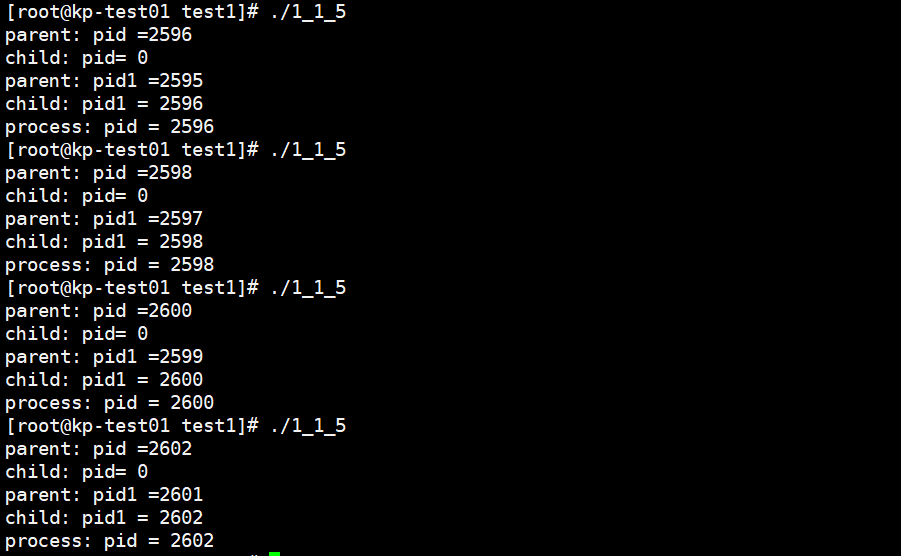 [root@kp-test01 test1]# ./1_1_5
parent: pid =2596
child: pid= 0
parent: pid1 =2595
child: pid1 = 2596
process: pid = 2596
[root@kp-test01 test1]# ./1_1_5
parent: pid =2598
child: pid= 0
parent: pid1 =2597
child: pid1 = 2598
process: pid = 2598
[root@kp-test01 test1]# ./1_1_5
parent: pid =2600
child: pid= 0
parent: pid1 =2599
child: pid1 = 2600
process: pid = 2600
[root@kp-test01 test1]# ./1_1_5
parent: pid =2602
child: pid= 0
parent: pid1 =2601
child: pid1 = 2602
process: pid = 2602